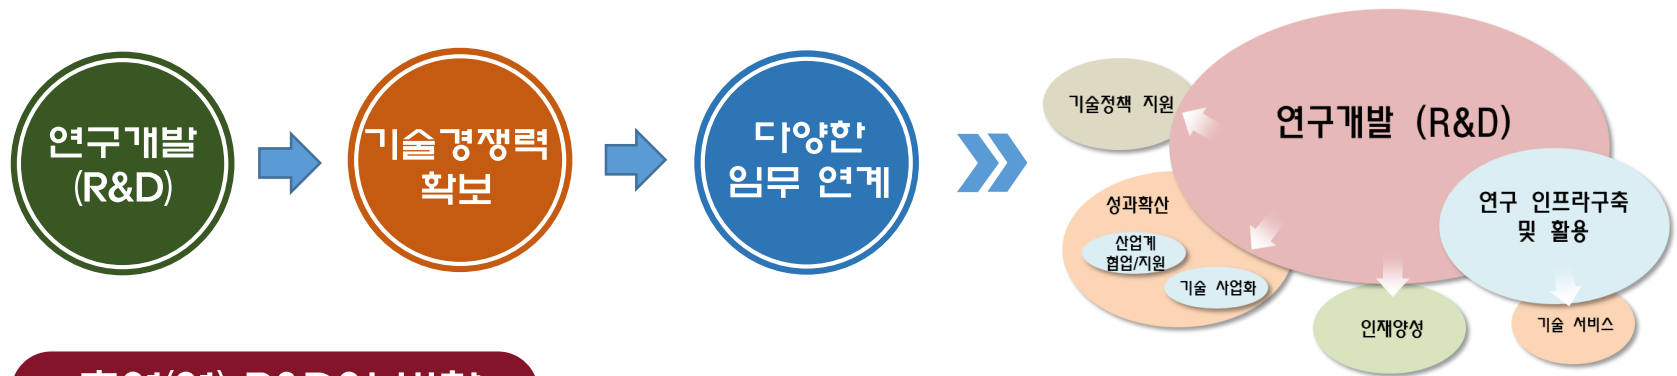 연구개발
(R&D)
기술경쟁력
확보
다양한
임무 연계
기술정책 지원
연구개발 (R&D)
성과확산
산업계
협업/지원
기술 사업화
연구 인프라구축
및 활용
인재양성
기술 서비스